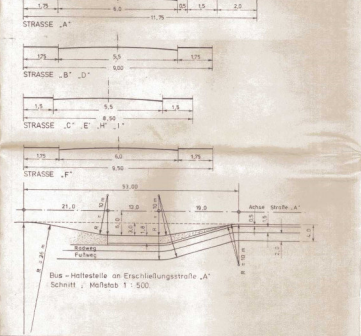 1,75 6,0 0,5 1,5 2,0
11,75
STRASSE „A"
1,75 5,5 1,75
9,00
STRASSE „B" „D"
1,5 5,5 1,5
8,50
STRASSE „C" „E" „H" „I"
1,75 6,0 1,75
9,50
STRASSE „F"
53,00
21,0 13,0 19,0 Achse Straße „A"
Radweg
Fußweg
Bus-Haltestelle an Erschließungsstraße „A"
Schnitt , Maßstab 1 : 500